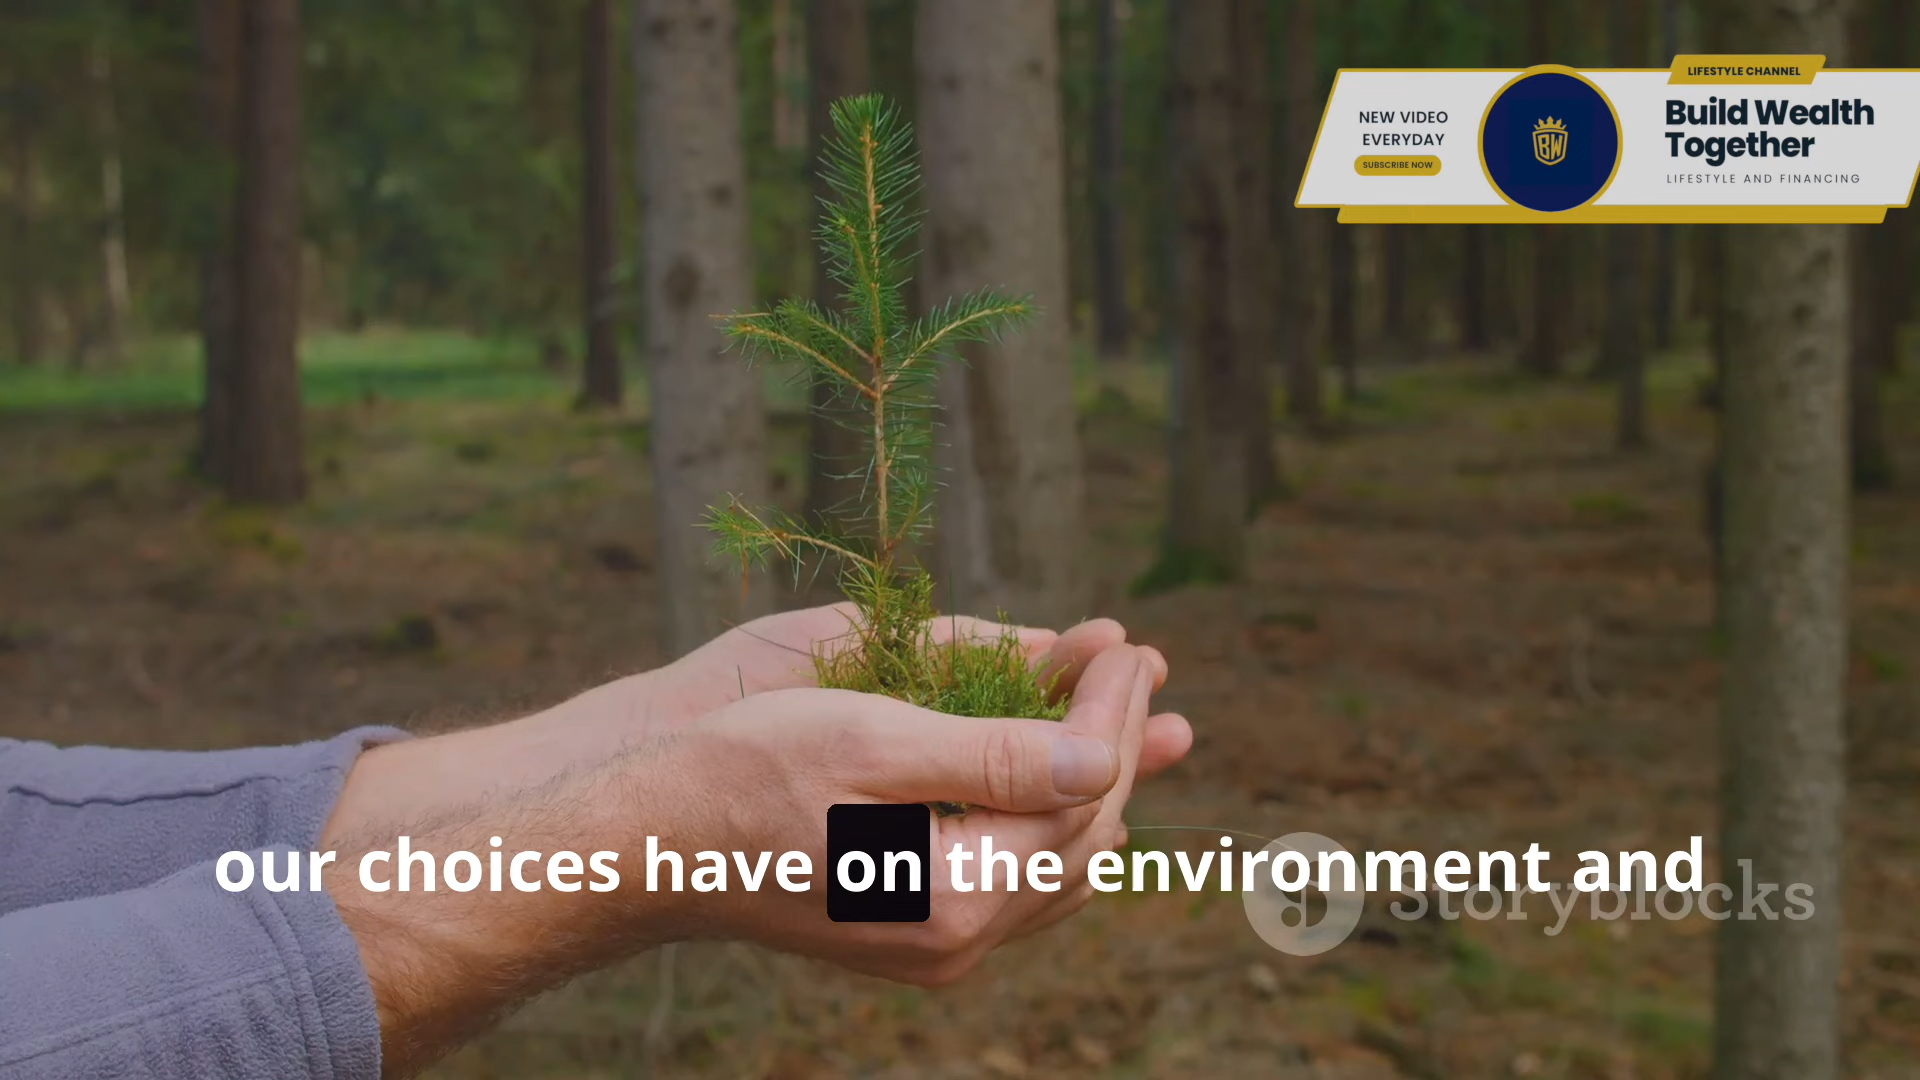 LIFESTYLE CHANNEL
NEW VIDEO
EVERYDAY
SUBSCRIBE NOW
BW
Build Wealth
Together
LIFESTYLE AND FINANCING
our choices have on the environment and
Storyblocks